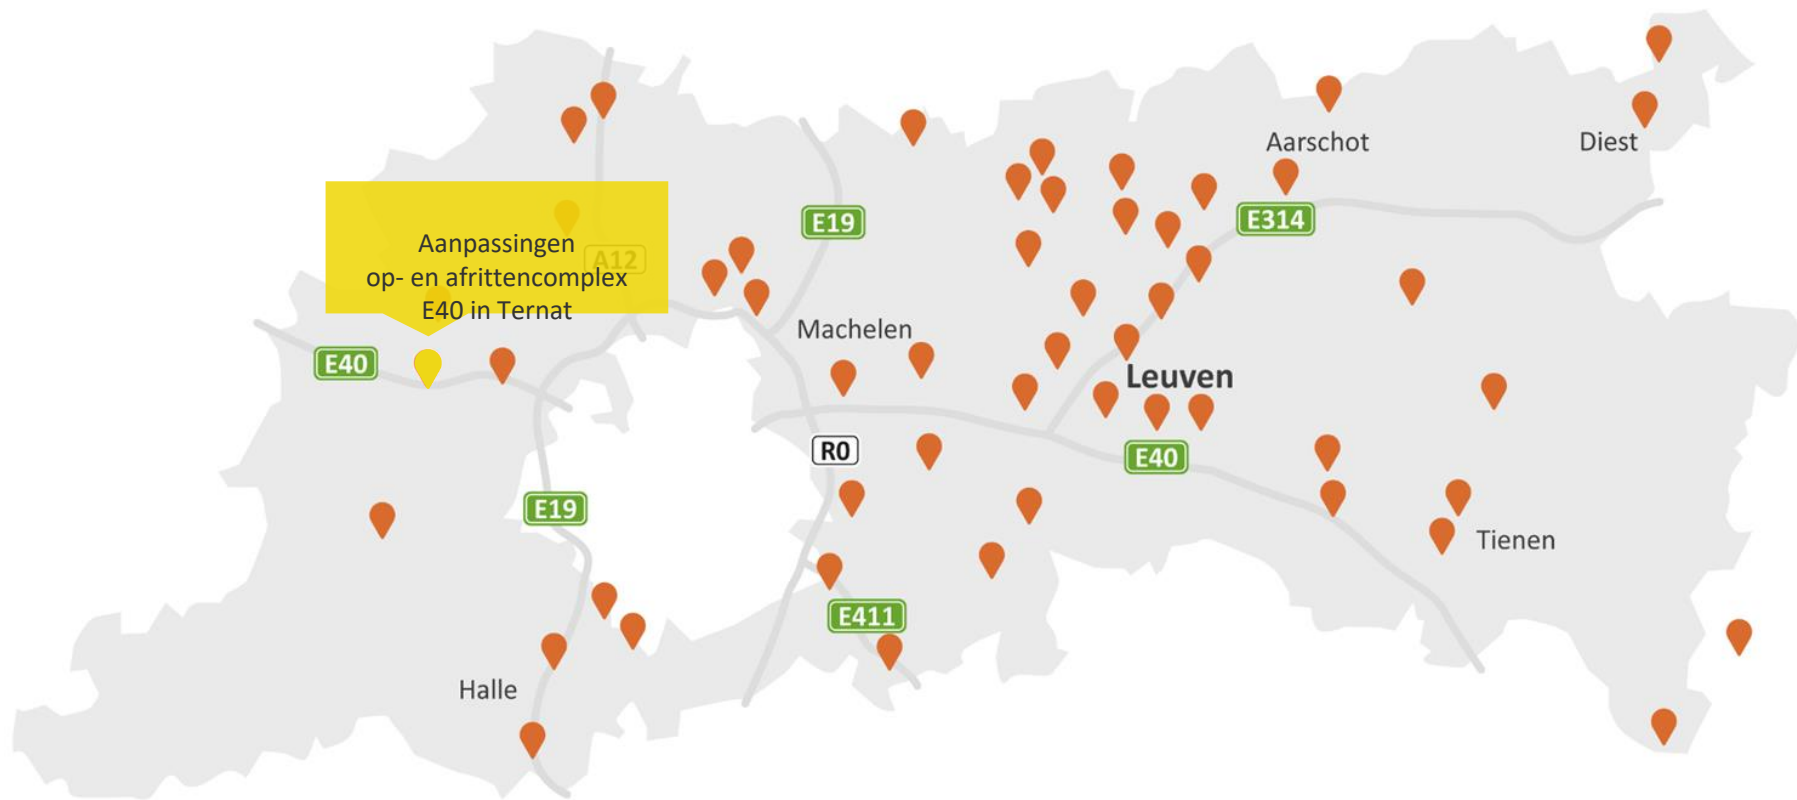 Aarschot
Diest
E19
E314
Aanpassingen
A12
op- en afrittencomplex
E40 in Ternat
Machelen
E40
Leuven
R0
E40
E19
Tienen
E411
Halle